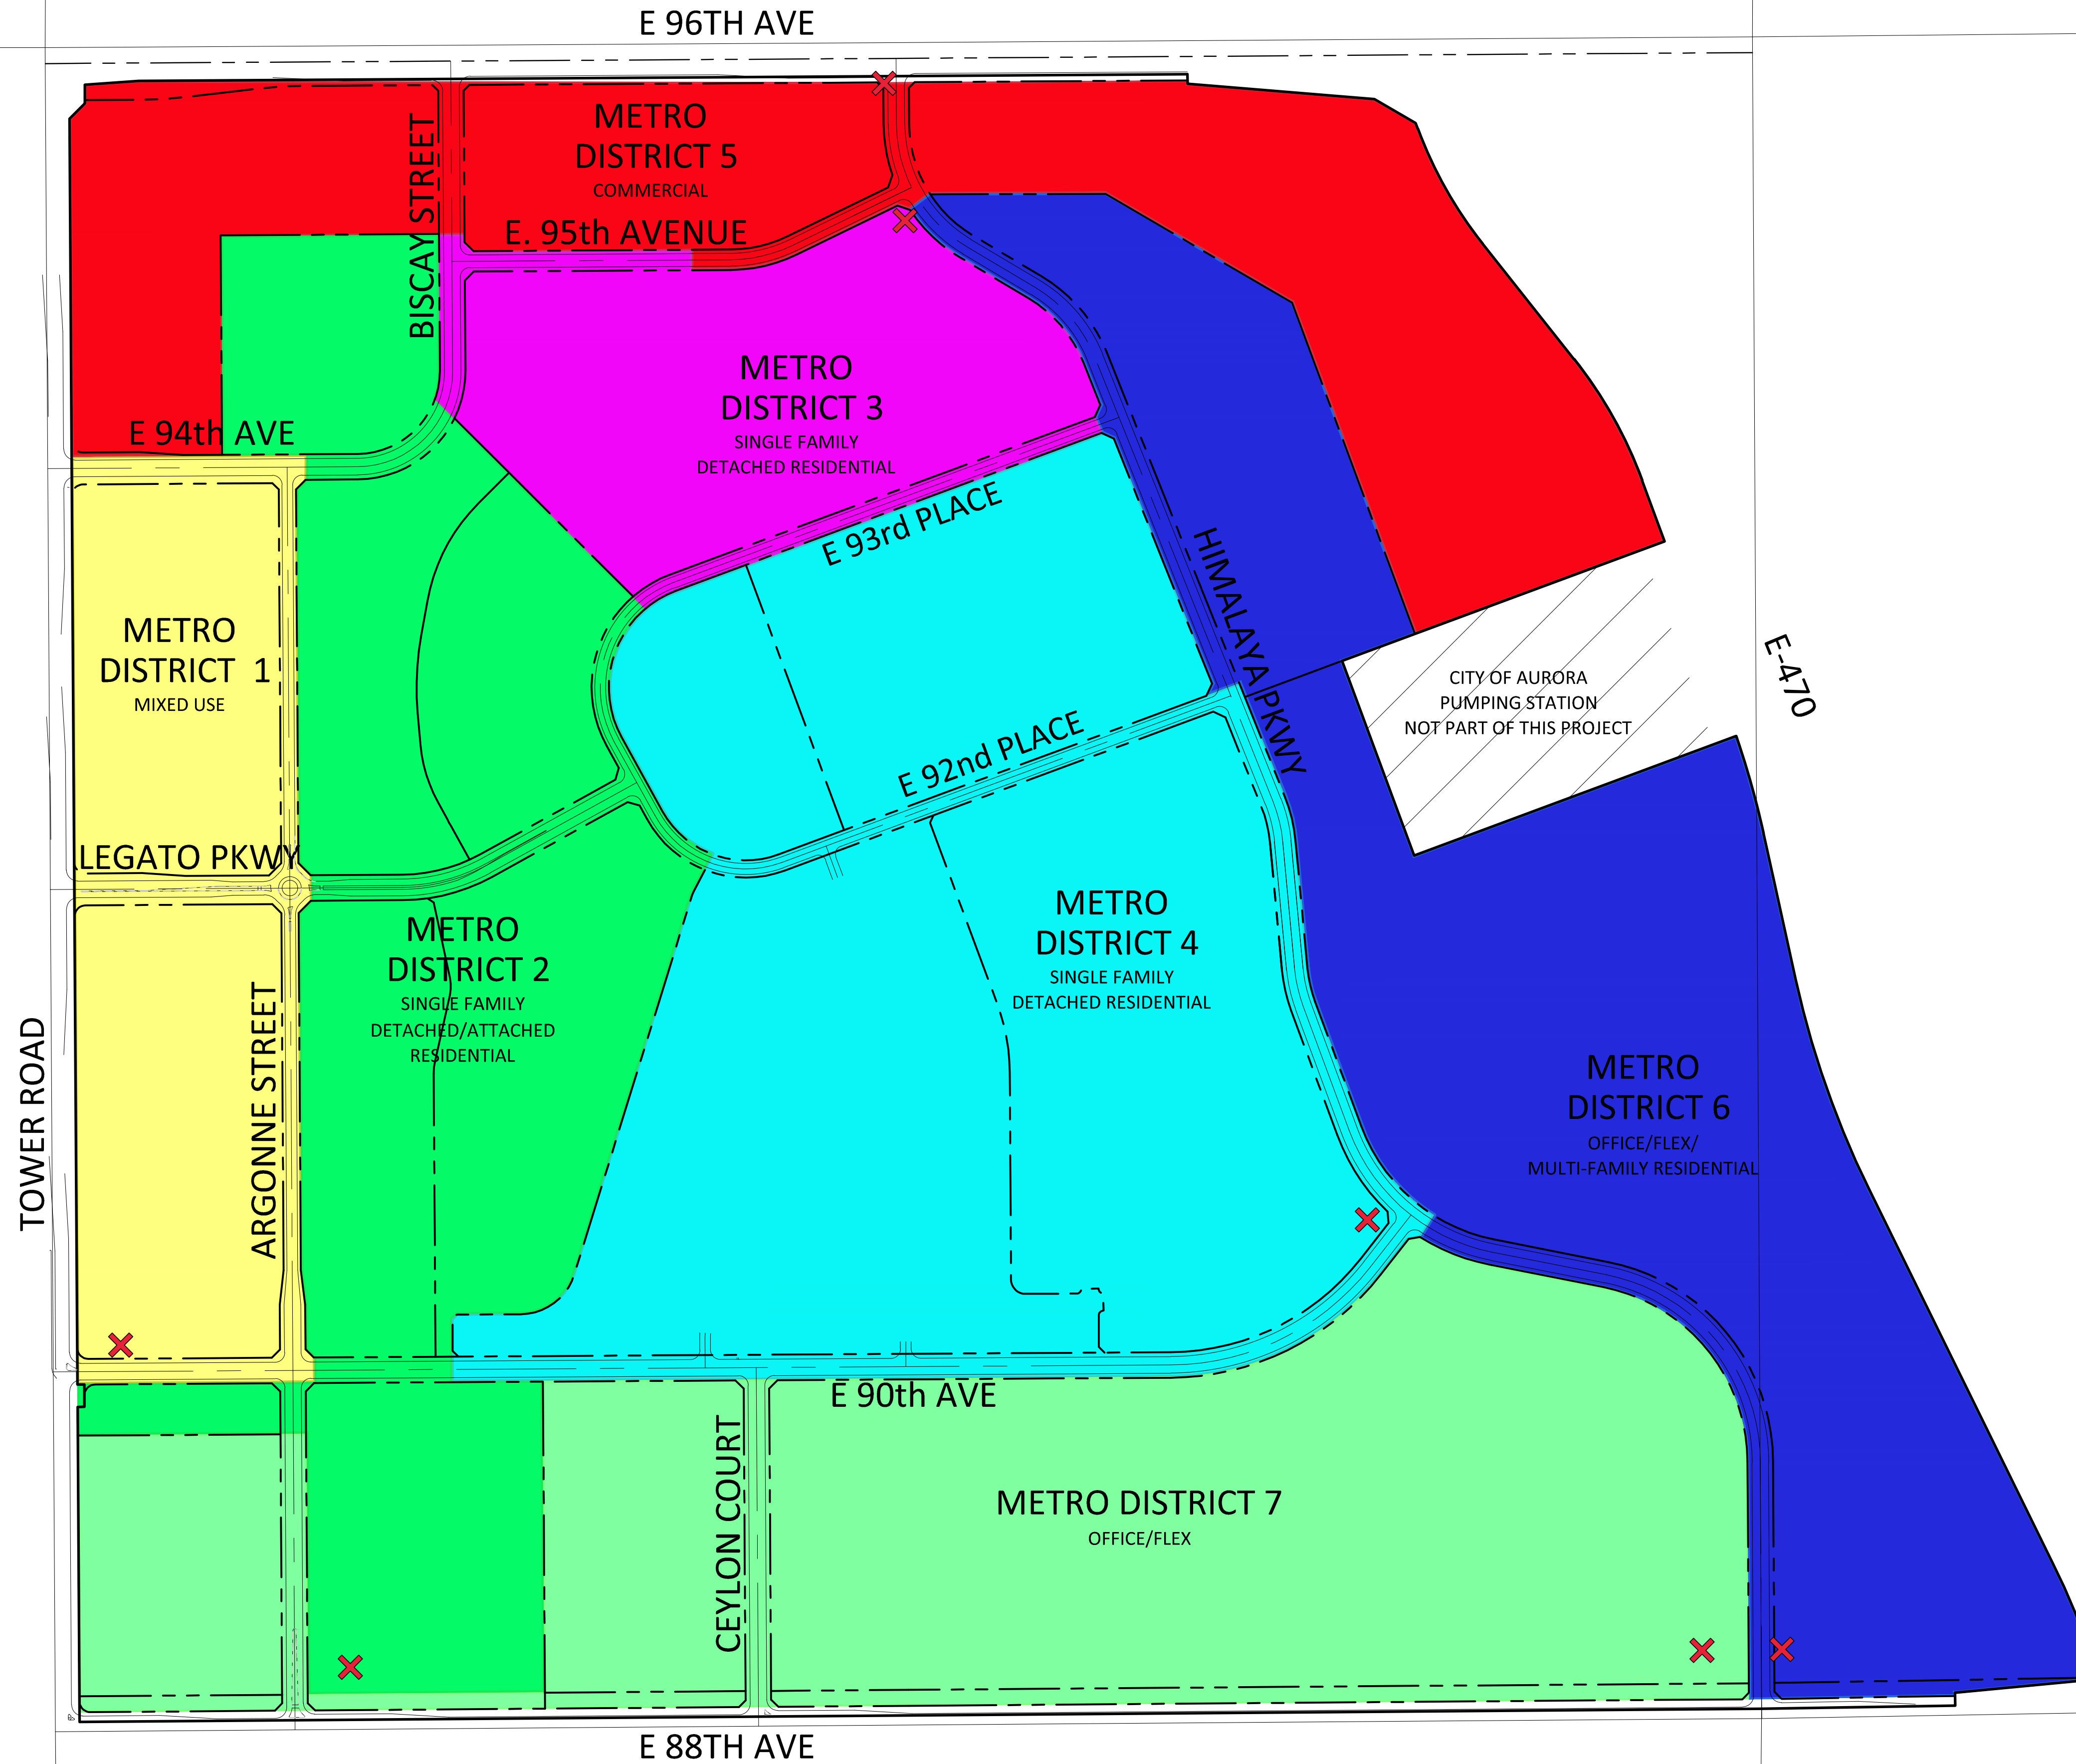 E 96TH AVE
METRO
DISTRICT 5
COMMERCIAL
BISCAY STREET
E. 95th AVENUE
METRO
DISTRICT 3
SINGLE FAMILY
DETACHED RESIDENTIAL
E 94th AVE
E 93rd PLACE
HIMALAYA PKWY
METRO
DISTRICT  1
MIXED USE
CITY OF AURORA
PUMPING STATION
NOT PART OF THIS PROJECT
E-470
E 92nd PLACE
LEGATO PKWY
METRO
DISTRICT 2
SINGLE FAMILY
DETACHED/ATTACHED
RESIDENTIAL
METRO
DISTRICT 4
SINGLE FAMILY
DETACHED RESIDENTIAL
TOWER ROAD
ARGONNE STREET
METRO
DISTRICT 6
OFFICE/FLEX/
MULTI-FAMILY RESIDENTIAL
E 90th AVE
CEYLON COURT
METRO DISTRICT 7
OFFICE/FLEX
E 88TH AVE